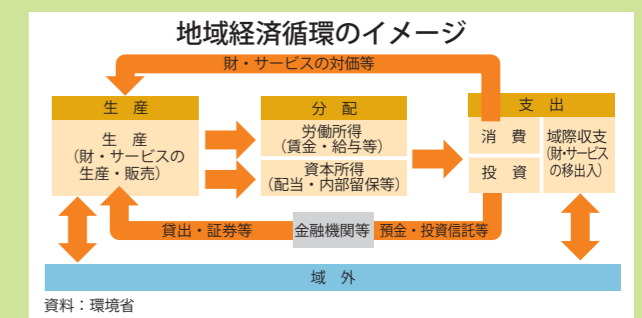 地域経済循環のイメージ
財・サービスの対価等
生 産
分 配
支 出
生 産
(財・サービスの
生産・販売)
労働所得
(賃金・給与等)
資本所得
(配当・内部留保等)
消 費
投 資
域際収支
(財・サービス
の移出入)
貸出・証券等
金融機関等
預金・投資信託等
域 外
資料:環境省